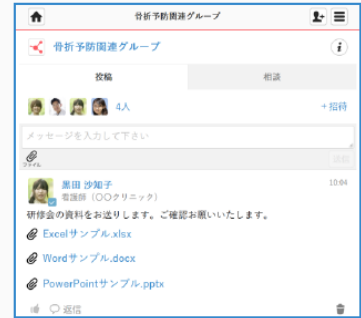 骨折予防関連グループ
骨折予防関連グループ
投稿
相談
4人
+招待
メッセージを入力して下さい
ファイル
送信
黒田 沙知子
10:04
看護師（〇〇クリニック）
研修会の資料をお送りします。ご確認お願いいたします。
Excelサンプル.xlsx
Wordサンプル.docx
PowerPointサンプル.pptx
返信